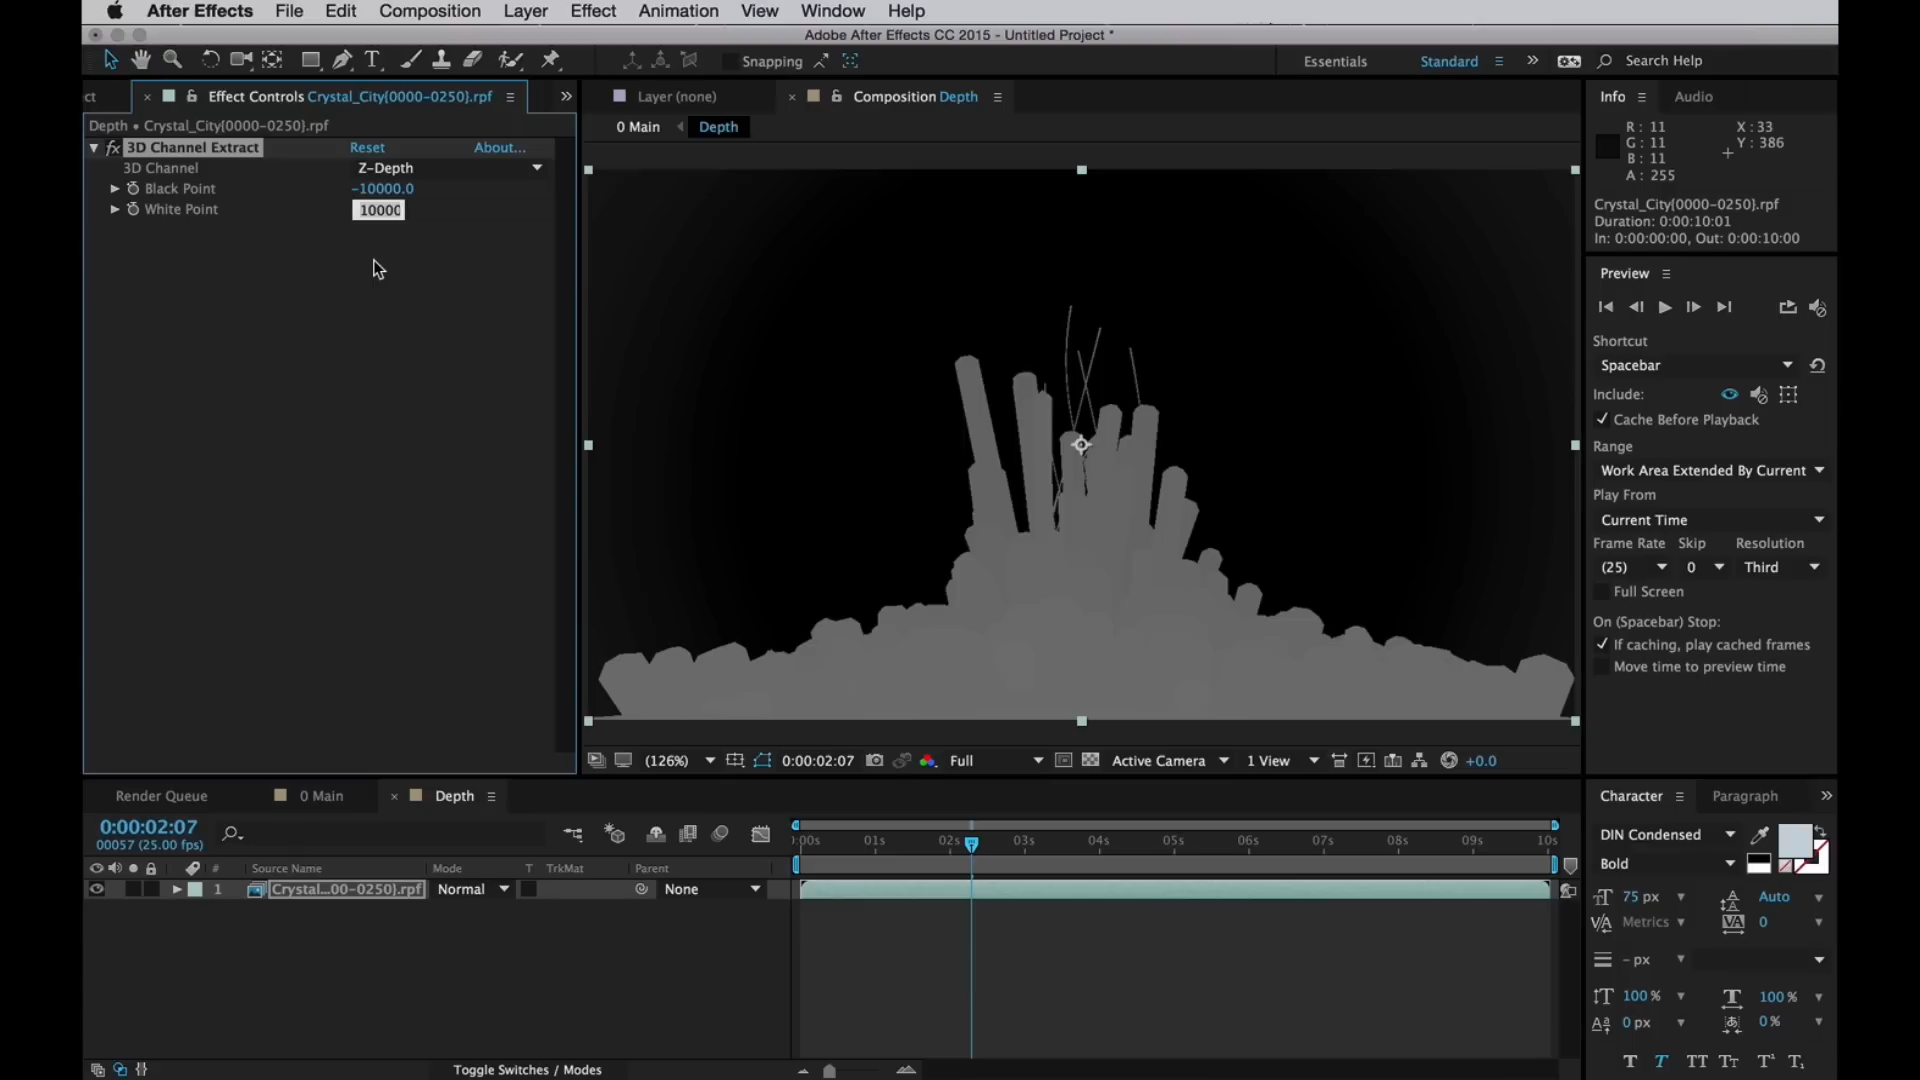 After Effects File Edit Composition Layer Effect Animation View Window Help
Adobe After Effects CC 2015 - Untitled Project *
Snapping
Essentials Standard Search Help
ct × Effect Controls Crystal_City{0000-0250}.rpf
Depth • Crystal_City{0000-0250}.rpf
fx 3D Channel Extract Reset About...
3D Channel Z-Depth
Black Point -10000.0
White Point 10000
Layer (none) × Composition Depth
0 Main Depth
Info Audio
R: 11 X: 33
G: 11 Y: 386
B: 11
A: 255
Crystal_City{0000-0250}.rpf
Duration: 0:00:10:01
In: 0:00:00:00, Out: 0:00:10:00
Preview
Shortcut
Spacebar
Include:
Cache Before Playback
Range
Work Area Extended By Current
Play From
Current Time
Frame Rate Skip Resolution
(25) 0 Third
Full Screen
On (Spacebar) Stop:
If caching, play cached frames
Move time to preview time
(126%) 0:00:02:07 Full Active Camera 1 View +0.0
Render Queue 0 Main × Depth
0:00:02:07
00057 (25.00 fps)
# Source Name Mode T TrkMat Parent
1 Crystal...00-0250}.rpf Normal None
):00s 01s 02s 03s 04s 05s 06s 07s 08s 09s 10s
Toggle Switches / Modes
Character Paragraph
DIN Condensed
Bold
75 px Auto
Metrics 0
- px
100 % 100 %
0 px 0 %
T T TT Tт T¹ T₁